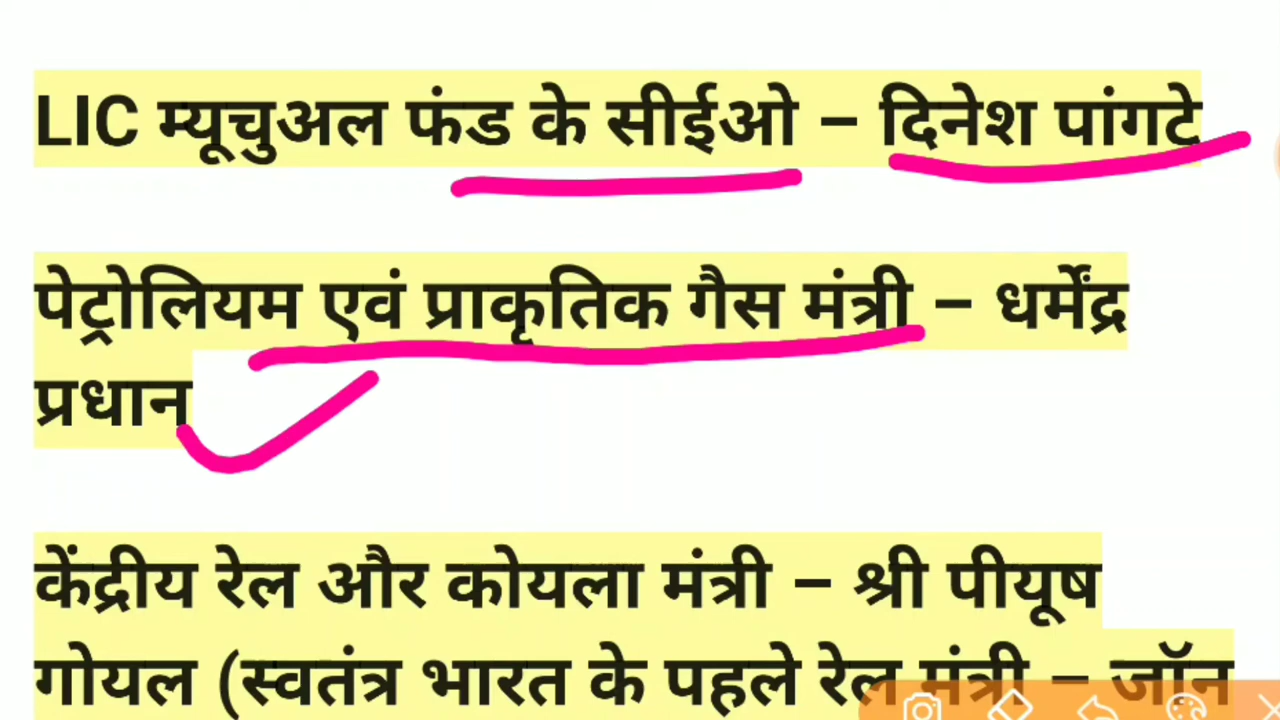 LIC म्यूचुअल फंड के सीईओ – दिनेश पांगटे
पेट्रोलियम एवं प्राकृतिक गैस मंत्री – धर्मेंद्र
प्रधान
केंद्रीय रेल और कोयला मंत्री – श्री पीयूष
गोयल (स्वतंत्र भारत के पहले रेल मंत्री – जॉन